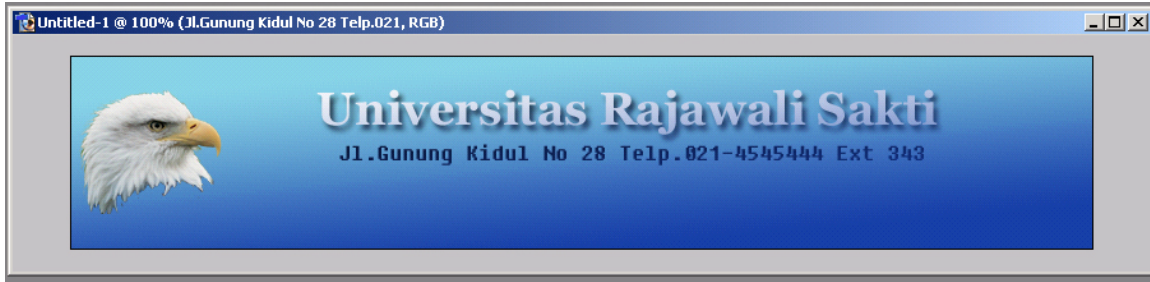 Untitled-1 @ 100% (Jl.Gunung Kidul No 28 Telp.021, RGB)
Universitas Rajawali Sakti
Jl.Gunung Kidul No 28 Telp.021-4545444 Ext 343